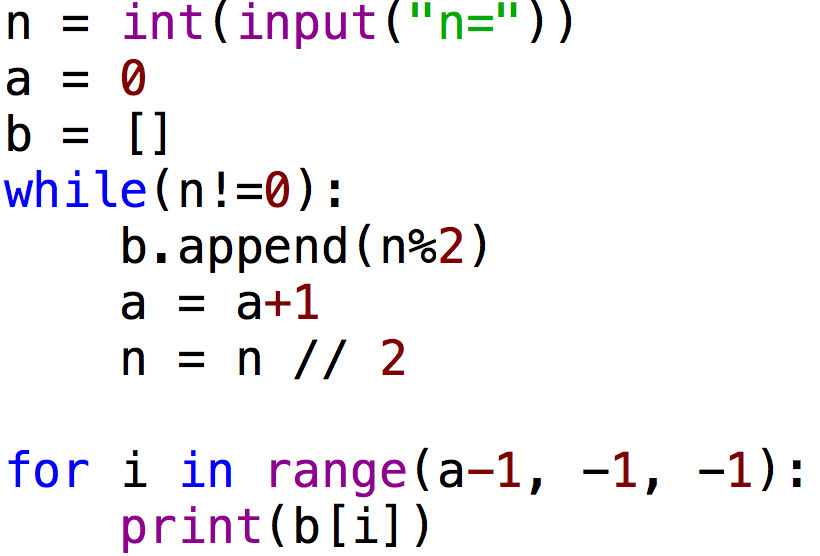 n = int(input("n="))
a = 0
b = []
while(n!=0):
    b.append(n%2)
    a = a+1
    n = n // 2
for i in range(a-1, -1, -1):
    print(b[i])